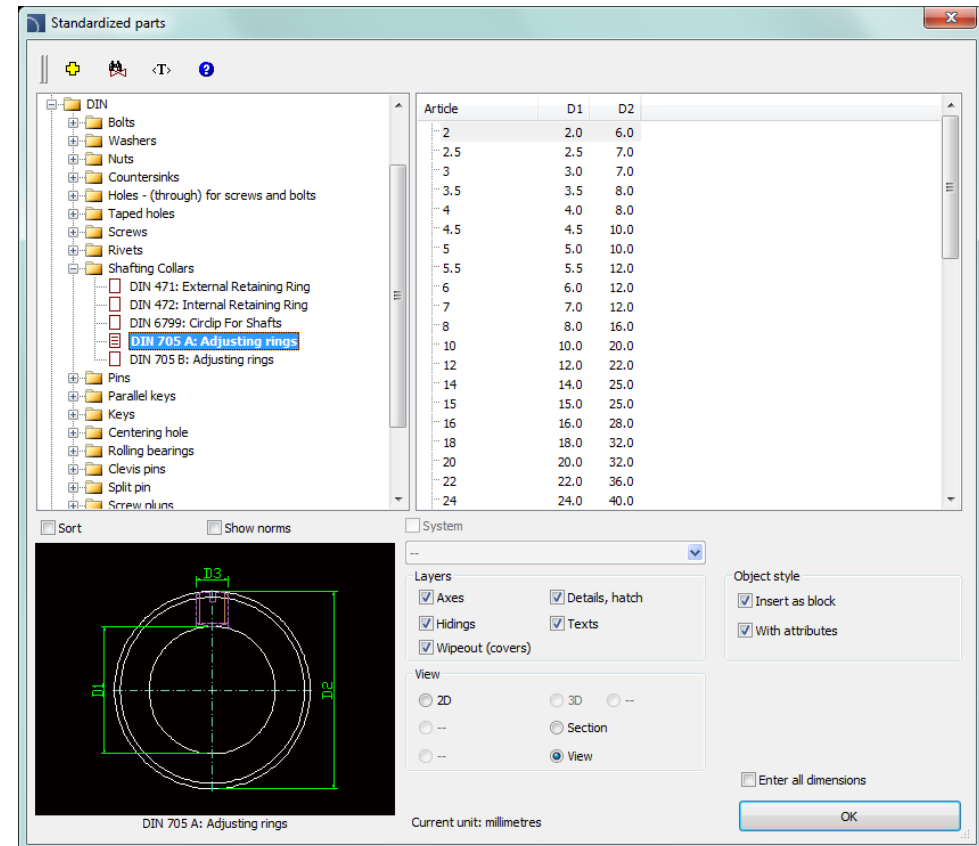 Standardized parts
x
<T>
?
DIN
Bolts
Washers
Nuts
Countersinks
Holes - (through) for screws and bolts
Taped holes
Screws
Rivets
Shafting Collars
DIN 471: External Retaining Ring
DIN 472: Internal Retaining Ring
DIN 6799: Circlip For Shafts
DIN 705 A: Adjusting rings
DIN 705 B: Adjusting rings
Pins
Parallel keys
Keys
Centering hole
Rolling bearings
Clevis pins
Split pin
Screw plugs
Article D1 D2
2 2.0 6.0
2.5 2.5 7.0
3 3.0 7.0
3.5 3.5 8.0
4 4.0 8.0
4.5 4.5 10.0
5 5.0 10.0
5.5 5.5 12.0
6 6.0 12.0
7 7.0 12.0
8 8.0 16.0
10 10.0 20.0
12 12.0 22.0
14 14.0 25.0
15 15.0 25.0
16 16.0 28.0
18 18.0 32.0
20 20.0 32.0
22 22.0 36.0
24 24.0 40.0
Sort Show norms
D3
D1
D2
DIN 705 A: Adjusting rings
System
--
Layers
Axes Details, hatch
Hidings Texts
Wipeout (covers)
View
2D 3D --
-- Section
-- View
Current unit: millimetres
Object style
Insert as block
With attributes
Enter all dimensions
OK